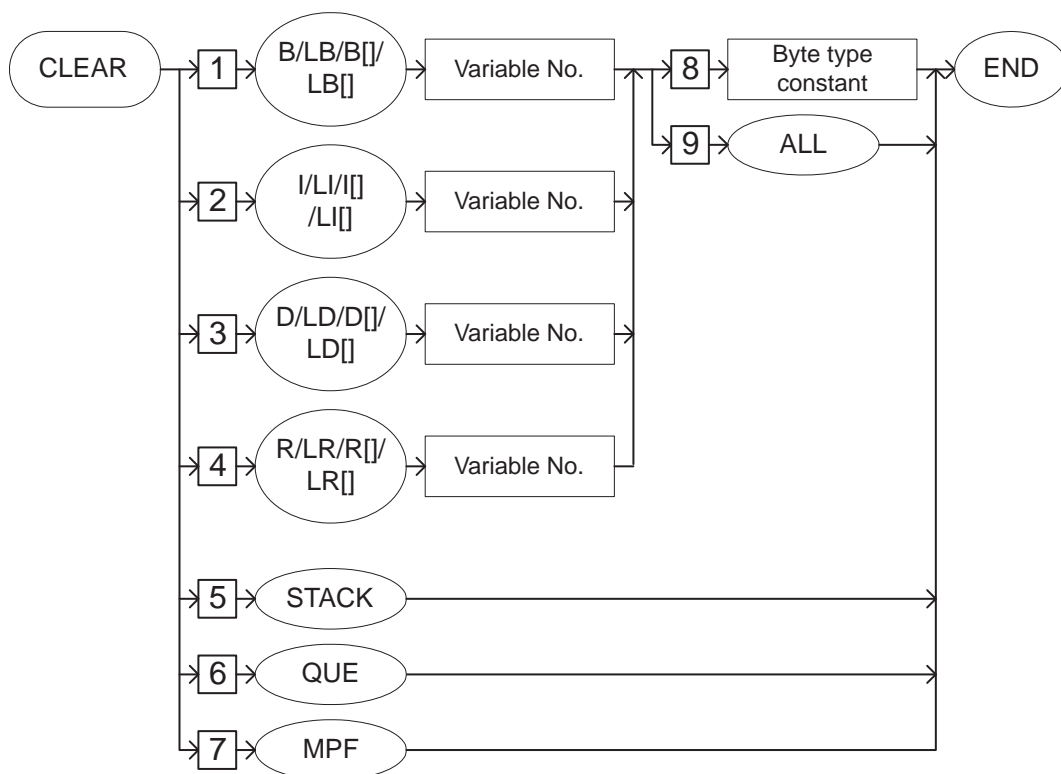 CLEAR
1
B/LB/B[]/
LB[]
Variable No.
8
Byte type
constant
END
9
ALL
2
I/LI/I[]
/LI[]
Variable No.
3
D/LD/D[]/
LD[]
Variable No.
4
R/LR/R[]/
LR[]
Variable No.
5
STACK
6
QUE
7
MPF